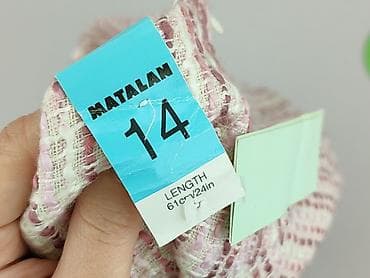 MATALAN
14
LENGTH
61cm/24in